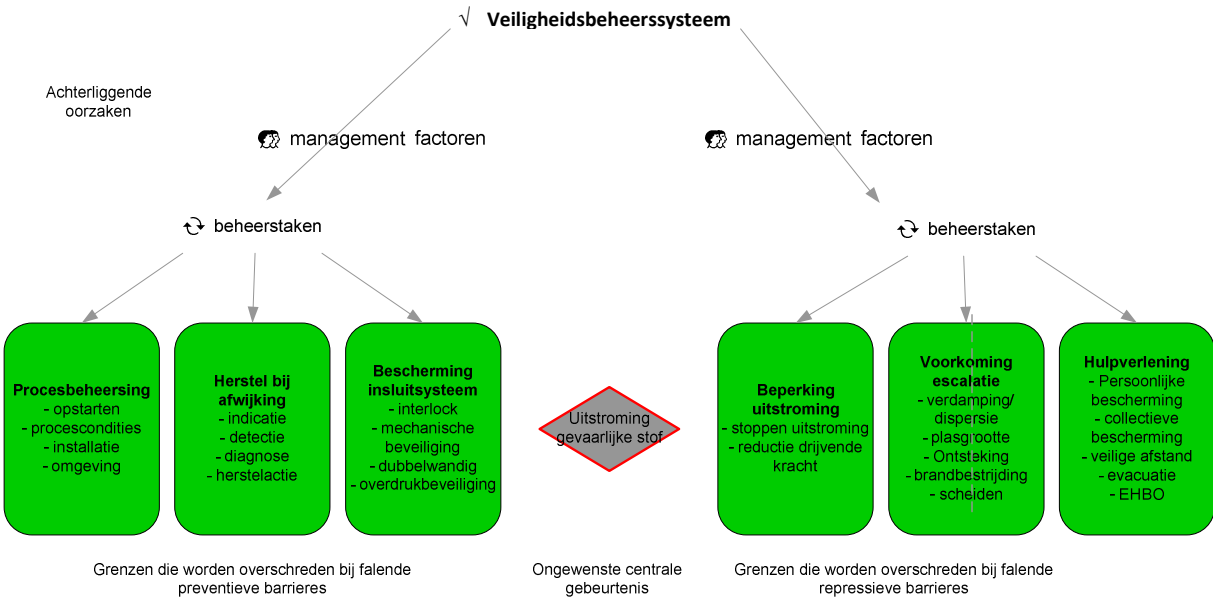 √ Veiligheidsbeheerssysteem
Achterliggende
oorzaken
management factoren
management factoren
beheerstaken
beheerstaken
Procesbeheersing
- opstarten
- procescondities
- installatie
- omgeving
Herstel bij
afwijking
- indicatie
- detectie
- diagnose
- herstelactie
Bescherming
insluitsysteem
- interlock
- mechanische
beveiliging
- dubbelwandig
- overdrukbeveiliging
Uitstroming
gevaarlijke stof
Beperking
uitstroming
- stoppen uitstroming
- reductie drijvende
kracht
Voorkoming
escalatie
- verdamping/
dispersie
- plasgrootte
- Ontsteking
- brandbestrijding
- scheiden
Hulpverlening
- Persoonlijke
bescherming
- collectieve
bescherming
- veilige afstand
- evacuatie
- EHBO
Grenzen die worden overschreden bij falende
preventieve barrieres
Ongewenste centrale
gebeurtenis
Grenzen die worden overschreden bij falende
repressieve barrieres